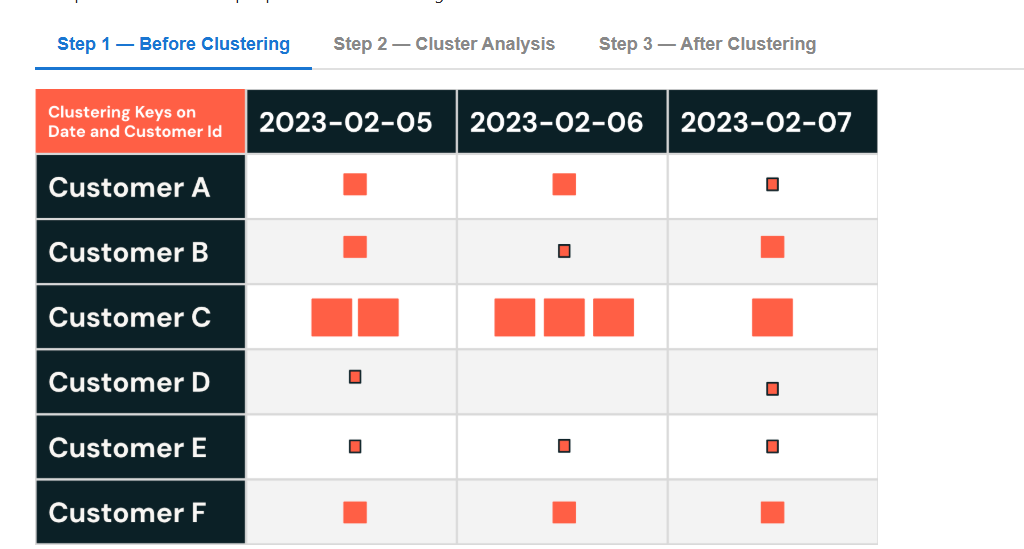 Step 1 — Before Clustering
Step 2 — Cluster Analysis
Step 3 — After Clustering
Clustering Keys on
Date and Customer Id
2023-02-05
2023-02-06
2023-02-07
Customer A
Customer B
Customer C
Customer D
Customer E
Customer F